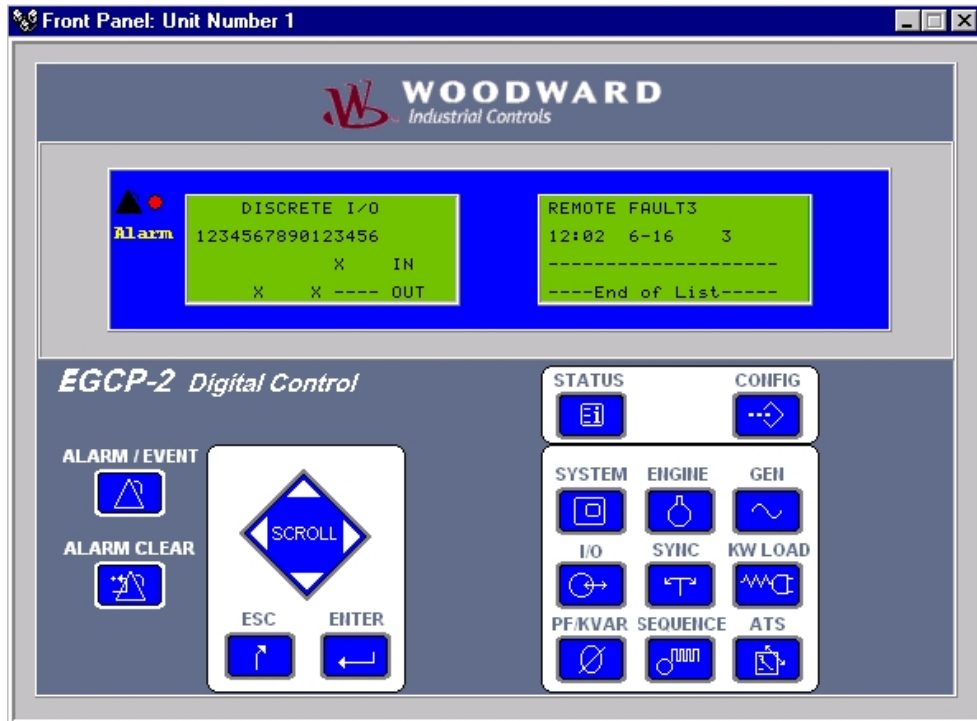 Front Panel: Unit Number 1
WOODWARD
Industrial Controls
Alarm
DISCRETE I/O
1234567890123456
X IN
X X ---- OUT
REMOTE FAULT3
12:02 6-16 3
--------------------
----End of List-----
EGCP-2 Digital Control
STATUS CONFIG
ALARM / EVENT
SCROLL
ALARM CLEAR
ESC ENTER
SYSTEM ENGINE GEN
I/O SYNC KW LOAD
PF/KVAR SEQUENCE ATS